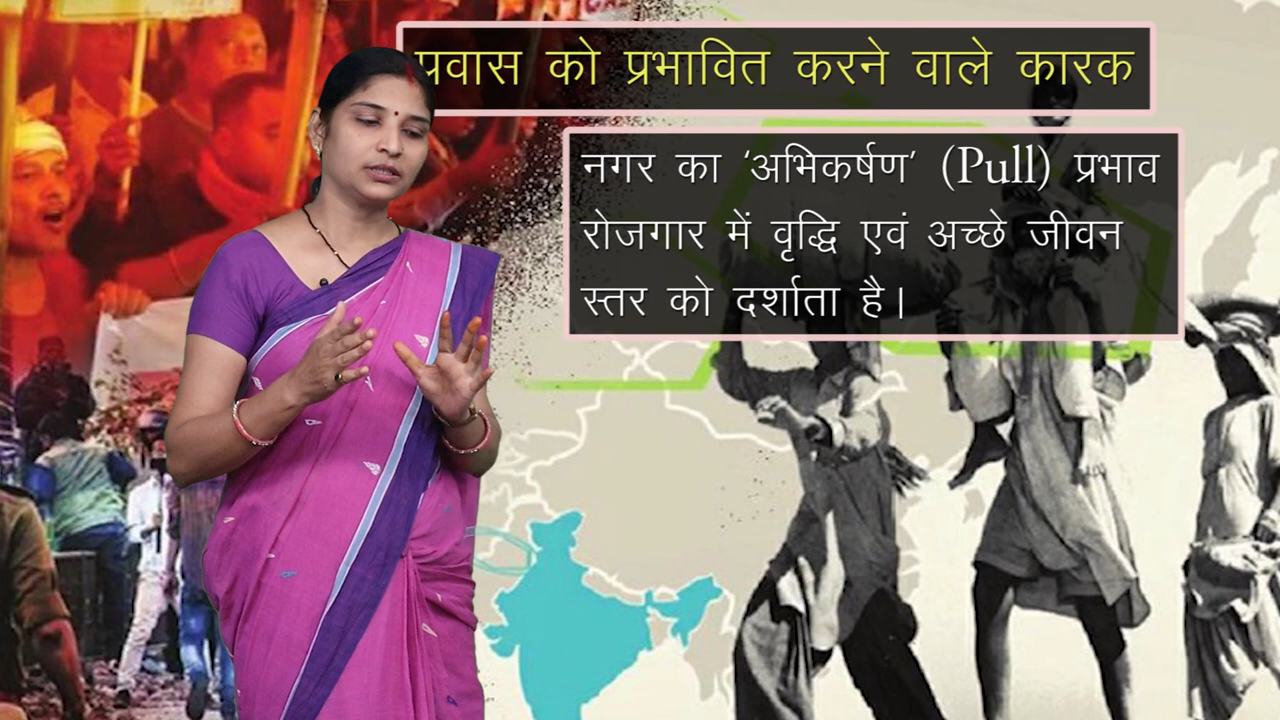 प्रवास को प्रभावित करने वाले कारक
नगर का 'अभिकर्षण' (Pull) प्रभाव
रोजगार में वृद्धि एवं अच्छे जीवन
स्तर को दर्शाता है।